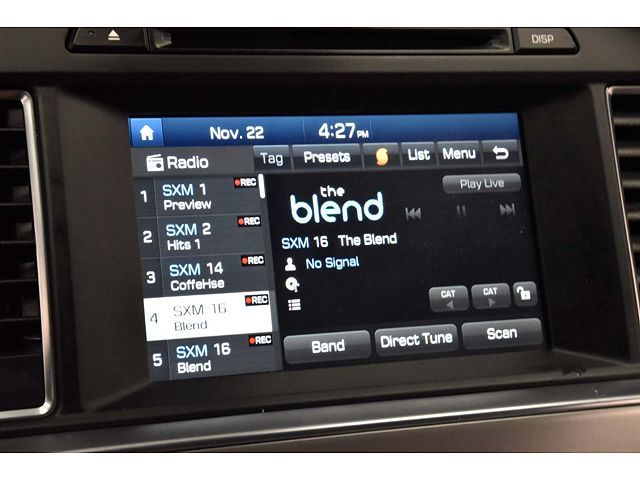 DISP
Nov. 22 4:27PM
Radio Tag Presets List Menu
1 SXM 1 REC
Preview
2 SXM 2 REC
Hits 1
3 SXM 14 REC
CoffeHse
4 SXM 16 REC
Blend
5 SXM 16 REC
Blend
Play Live
the
blend
SXM 16 The Blend
No Signal
CAT CAT
Band Direct Tune Scan